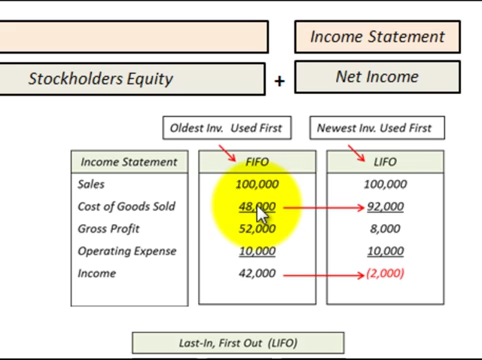 Income Statement
Stockholders Equity + Net Income
Oldest Inv. Used First Newest Inv. Used First
Income Statement FIFO LIFO
Sales 100,000 100,000
Cost of Goods Sold 48,000 92,000
Gross Profit 52,000 8,000
Operating Expense 10,000 10,000
Income 42,000 (2,000)
Last-In, First Out (LIFO)